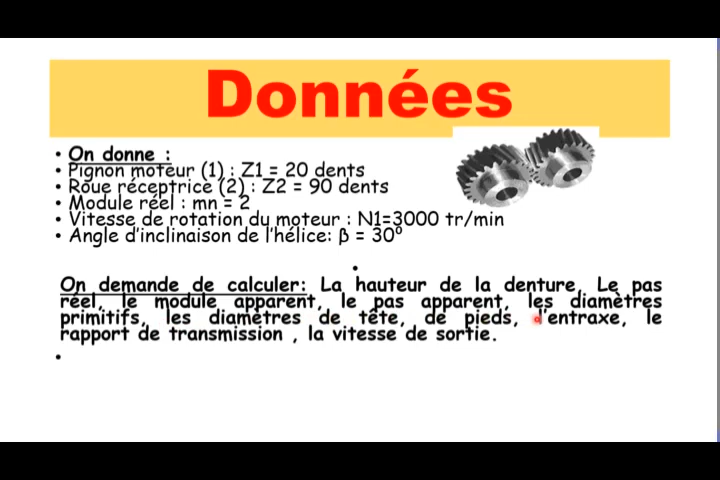 Données
• On donne :
• Pignon moteur (1) : Z1 = 20 dents
• Roue réceptrice (2) : Z2 = 90 dents
• Module réel : mn = 2
• Vitesse de rotation du moteur : N1=3000 tr/min
• Angle d'inclinaison de l'hélice: β = 30°
•
On demande de calculer: La hauteur de la denture, Le pas
réel, le module apparent, le pas apparent, les diamètres
primitifs, les diamètres de tête, de pieds, d'entraxe, le
rapport de transmission , la vitesse de sortie.
•